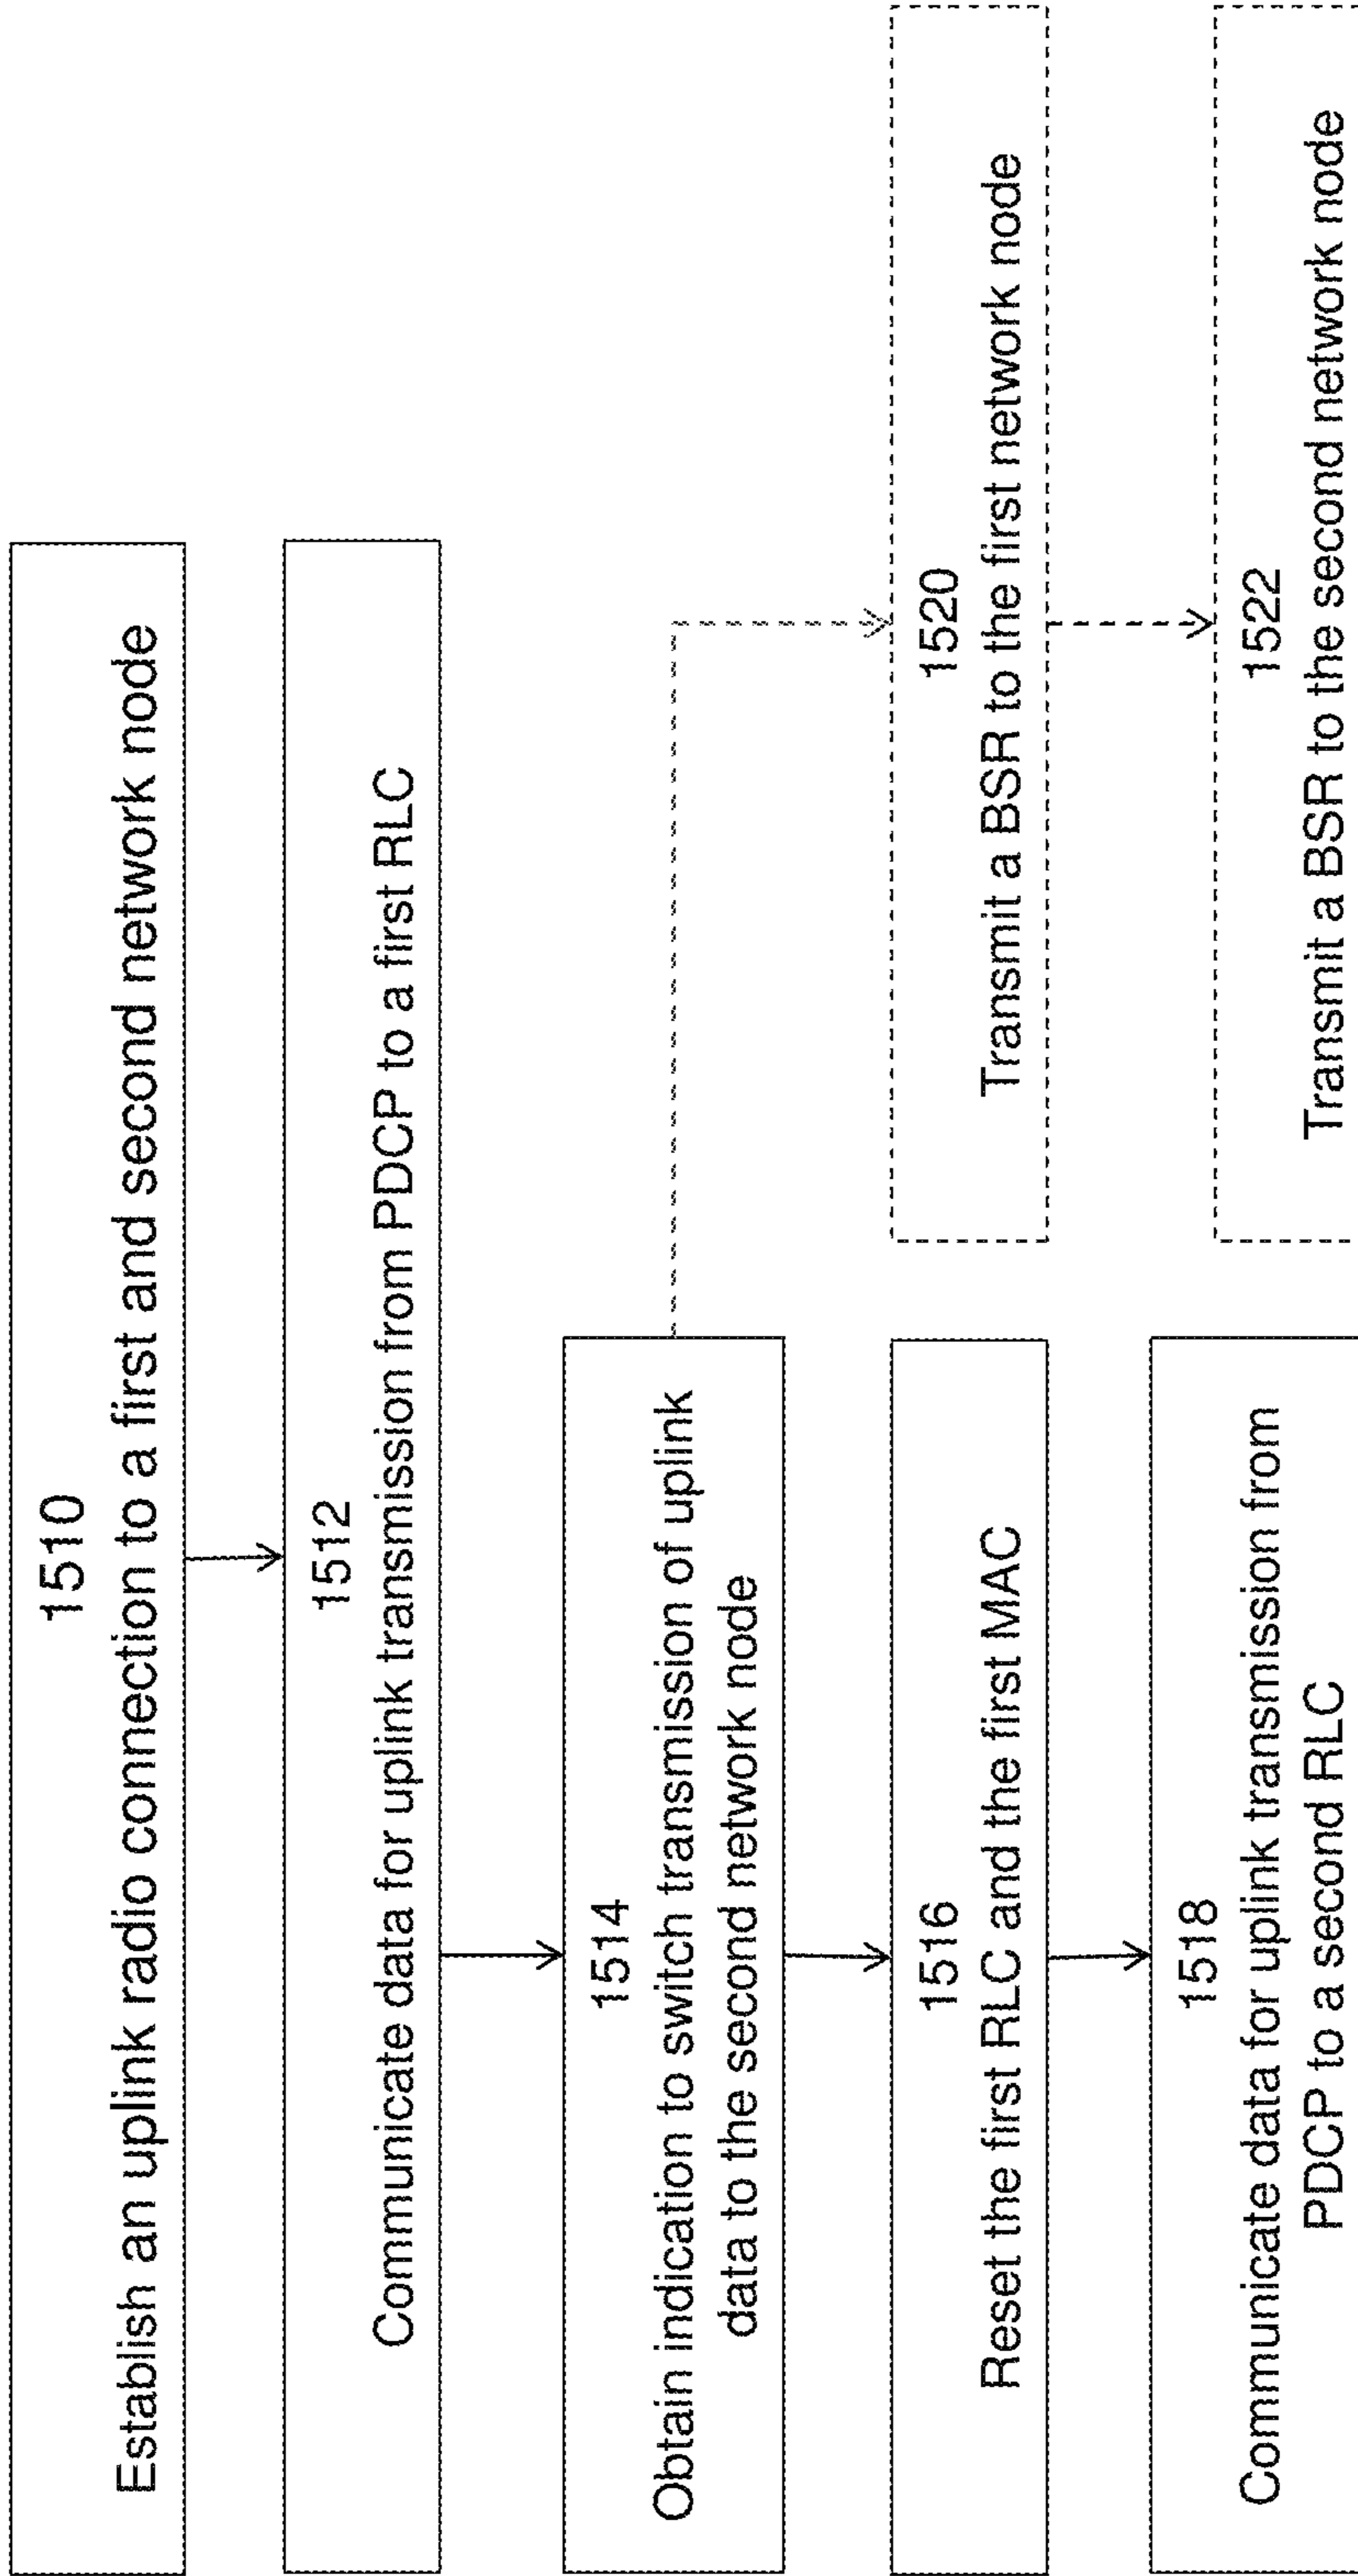 1510
Establish an uplink radio connection to a first and second network node
1512
Communicate data for uplink transmission from PDCP to a first RLC
1514
Obtain indication to switch transmission of uplink
data to the second network node
1516
Reset the first RLC and the first MAC
1518
Communicate data for uplink transmission from
PDCP to a second RLC
1520
Transmit a BSR to the first network node
1522
Transmit a BSR to the second network node